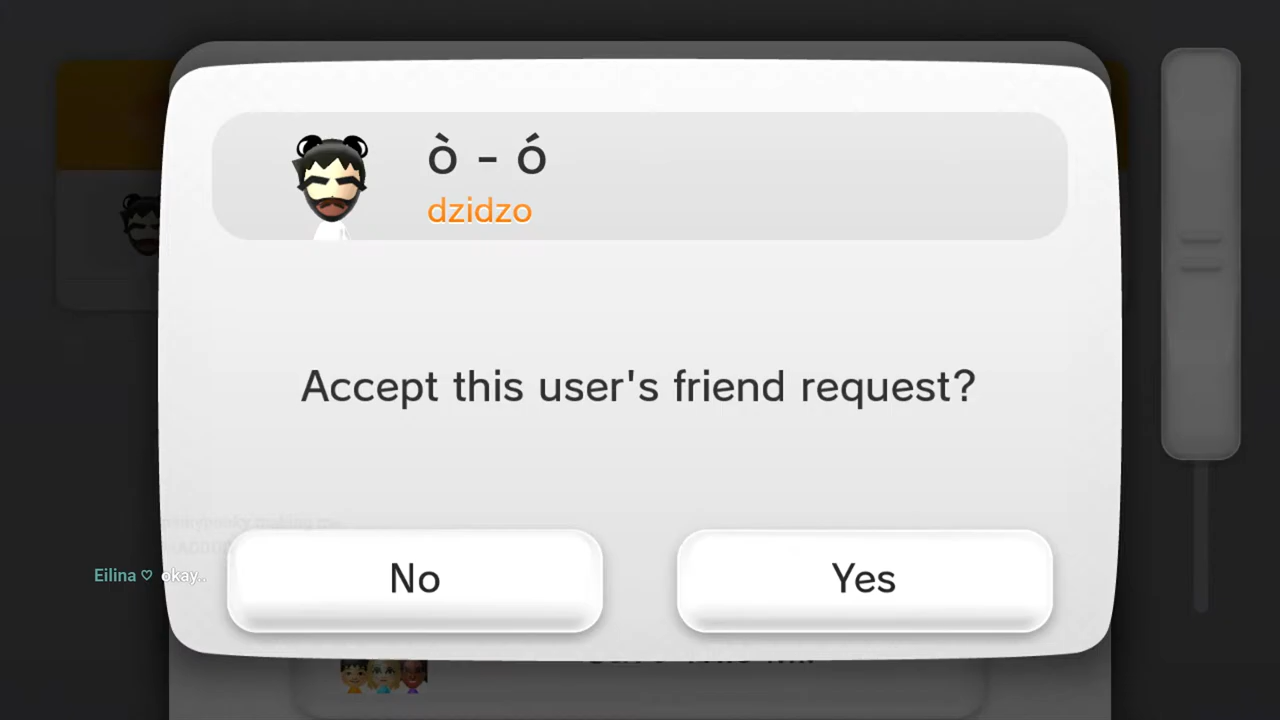 ò - ó
dzidzo
Accept this user's friend request?
No
Yes
Eilina ♡ okay..